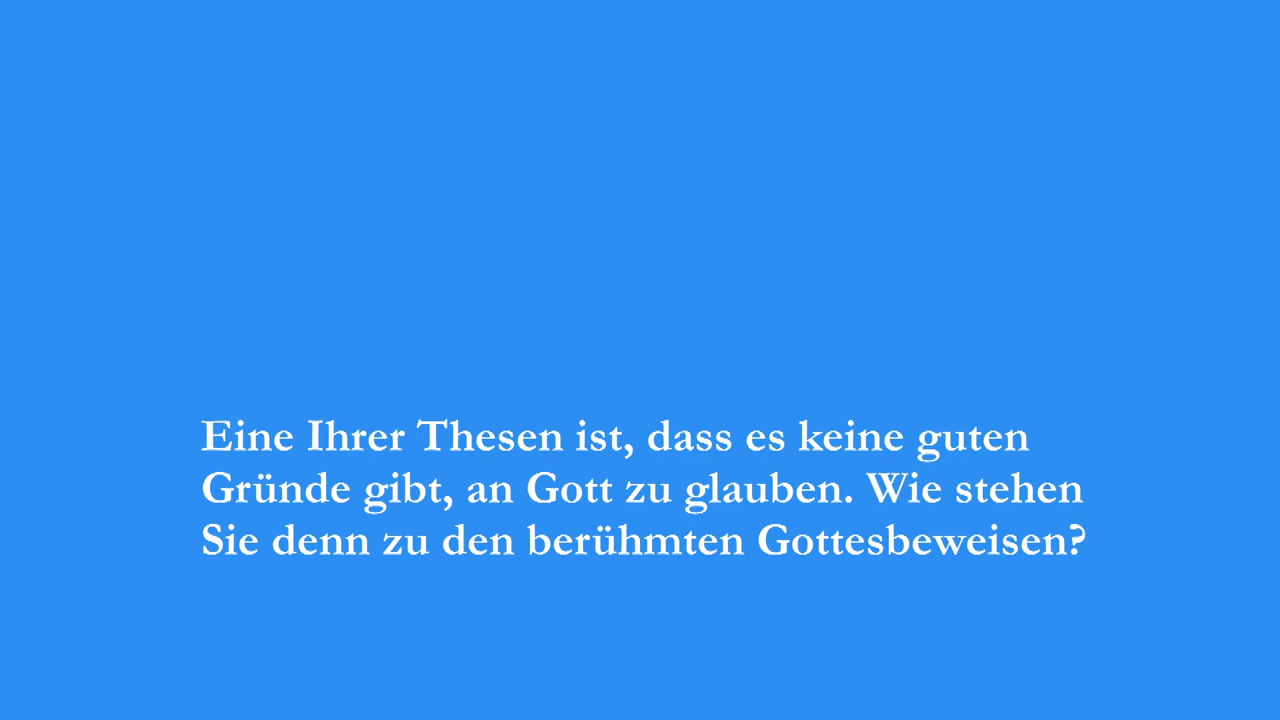 Eine Ihrer Thesen ist, dass es keine guten
Gründe gibt, an Gott zu glauben. Wie stehen
Sie denn zu den berühmten Gottesbeweisen?